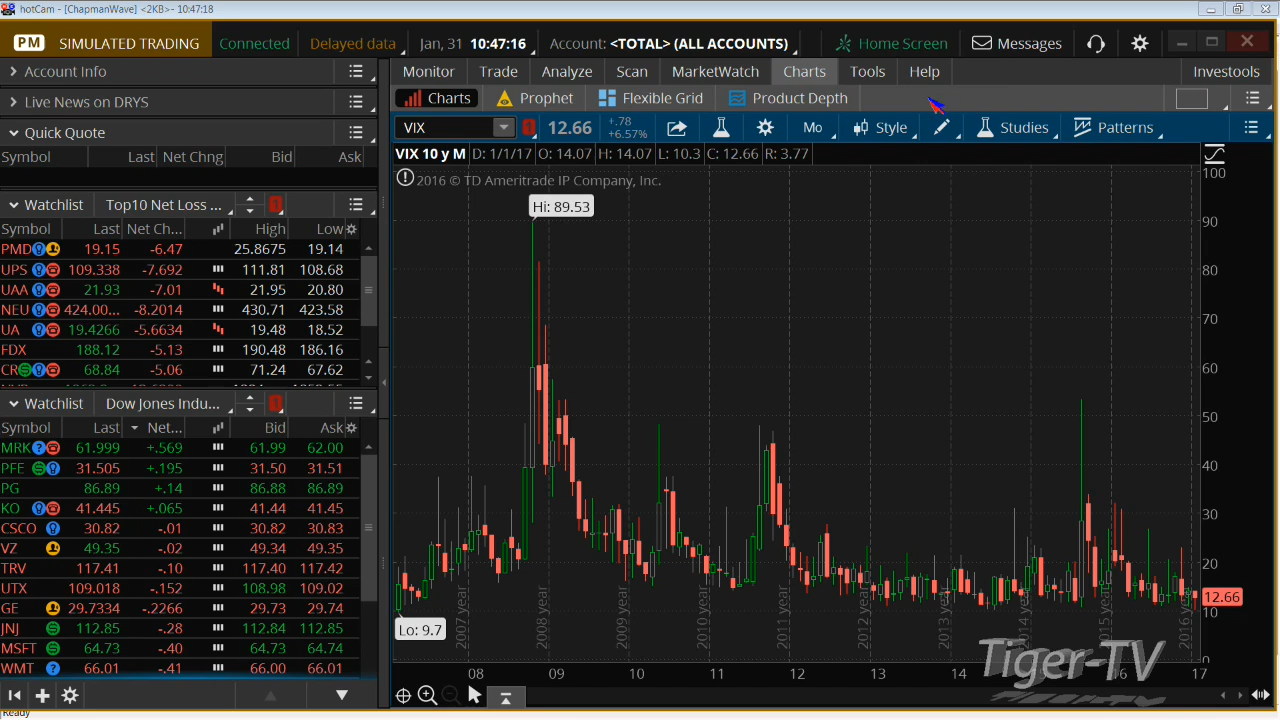 hotCam - [ChapmanWave] <2KB>- 10:47:18
PM SIMULATED TRADING Connected Delayed data Jan, 31 10:47:16 Account: <TOTAL> (ALL ACCOUNTS) Home Screen Messages
Account Info
Live News on DRYS
Quick Quote
Symbol Last Net Chng Bid Ask
Watchlist Top10 Net Loss ... 1
Symbol Last Net Ch... High Low
PMD 19.15 -6.47 25.8675 19.14
UPS 109.338 -7.692 111.81 108.68
UAA 21.93 -7.01 21.95 20.80
NEU 424.00... -8.2014 430.71 423.58
UA 19.4266 -5.6634 19.48 18.52
FDX 188.12 -5.13 190.48 186.16
CR 68.84 -5.06 71.24 67.62
Watchlist Dow Jones Indu... 1
Symbol Last Net... Bid Ask
MRK 61.999 +.569 61.99 62.00
PFE 31.505 +.195 31.50 31.51
PG 86.89 +.14 86.88 86.89
KO 41.445 +.065 41.44 41.45
CSCO 30.82 -.01 30.82 30.83
VZ 49.35 -.02 49.34 49.35
TRV 117.41 -.10 117.40 117.42
UTX 109.018 -.152 108.98 109.02
GE 29.7334 -.2266 29.73 29.74
JNJ 112.85 -.28 112.84 112.85
MSFT 64.73 -.40 64.73 64.74
WMT 66.01 -.41 66.00 66.01
Ready
Monitor Trade Analyze Scan MarketWatch Charts Tools Help Investools
Charts Prophet Flexible Grid Product Depth
VIX 1 12.66 +.78 +6.57% Mo Style Studies Patterns
VIX 10 y M D: 1/1/17 O: 14.07 H: 14.07 L: 10.3 C: 12.66 R: 3.77
2016 © TD Ameritrade IP Company, Inc.
Hi: 89.53
100
90
80
70
60
50
40
30
20
12.66
10
0
Lo: 9.7
2007 year 2008 year 2009 year 2010 year 2011 year 2012 year 2013 year 2014 year 2015 year 2016 year
08 09 10 11 12 13 14 15 16 17
Tiger-TV